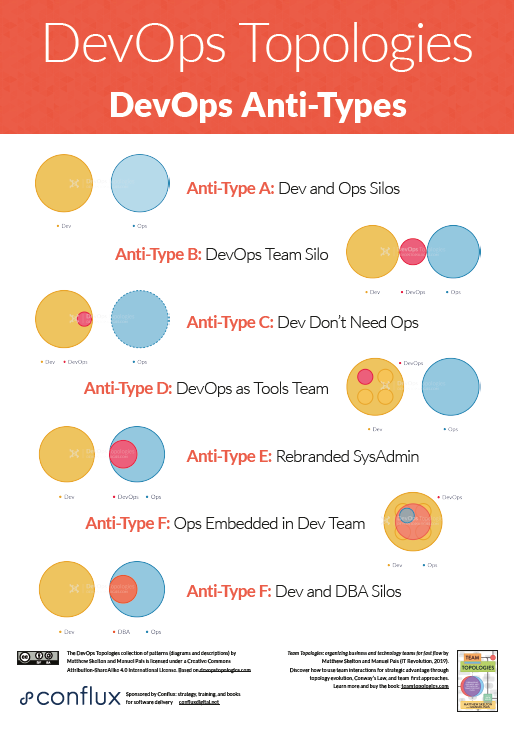 DevOps Topologies
DevOps Anti-Types
Anti-Type A: Dev and Ops Silos
Dev
Ops
Anti-Type B: DevOps Team Silo
Dev
DevOps
Ops
Anti-Type C: Dev Don't Need Ops
Dev
DevOps
Ops
DevOps
Anti-Type D: DevOps as Tools Team
Dev
Ops
Anti-Type E: Rebranded SysAdmin
Dev
DevOps
Ops
DevOps
Anti-Type F: Ops Embedded in Dev Team
Dev
Ops
Anti-Type F: Dev and DBA Silos
Dev
DBA
Ops
The DevOps Topologies collection of patterns (diagrams and descriptions) by
Matthew Skelton and Manuel Pais is licensed under a Creative Commons
Attribution-ShareAlike 4.0 International License. Based on devopstopologies.com
conflux
Sponsored by Conflux: strategy, training, and books
for software delivery confluxdigital.net
Team Topologies: organizing business and technology teams for fast flow by
Matthew Skelton and Manuel Pais (IT Revolution, 2019).
Discover how to use team interactions for strategic advantage through
topology evolution, Conway's Law, and team first approaches.
Learn more and buy the book: teamtopologies.com
TEAM
TOPOLOGIES